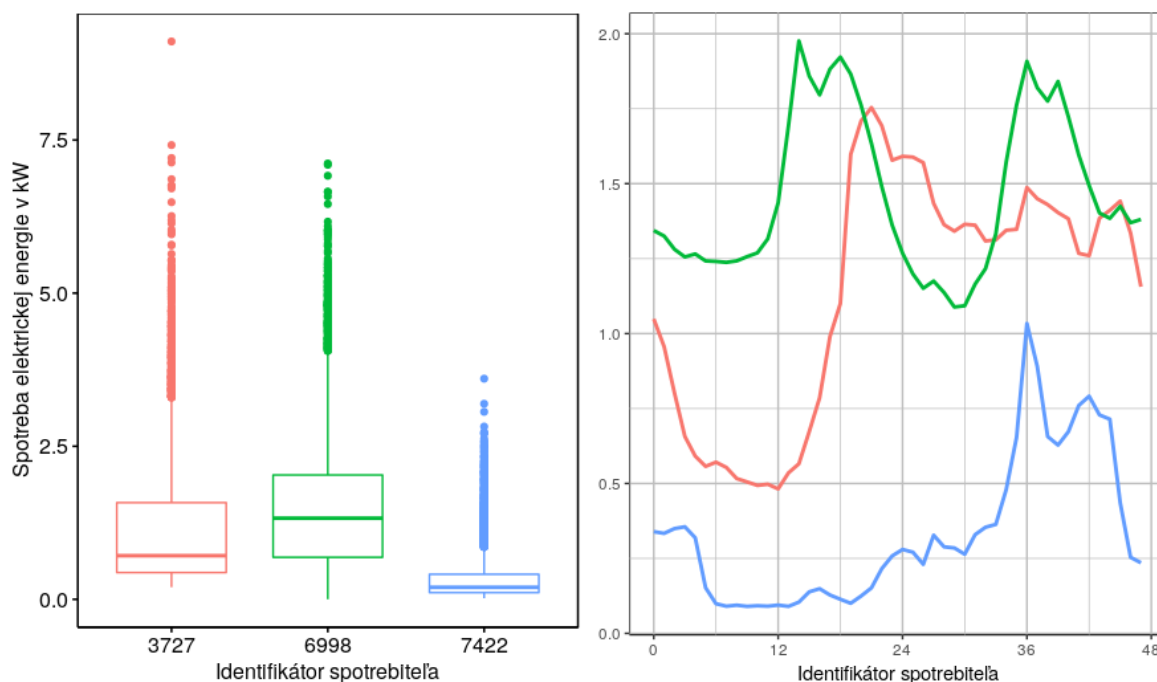 Spotreba elektrickej energie v kW
7.5
5.0
2.5
0.0
3727 6998 7422
Identifikátor spotrebiteľa
2.0
1.5
1.0
0.5
0.0
0 12 24 36 48
Identifikátor spotrebiteľa